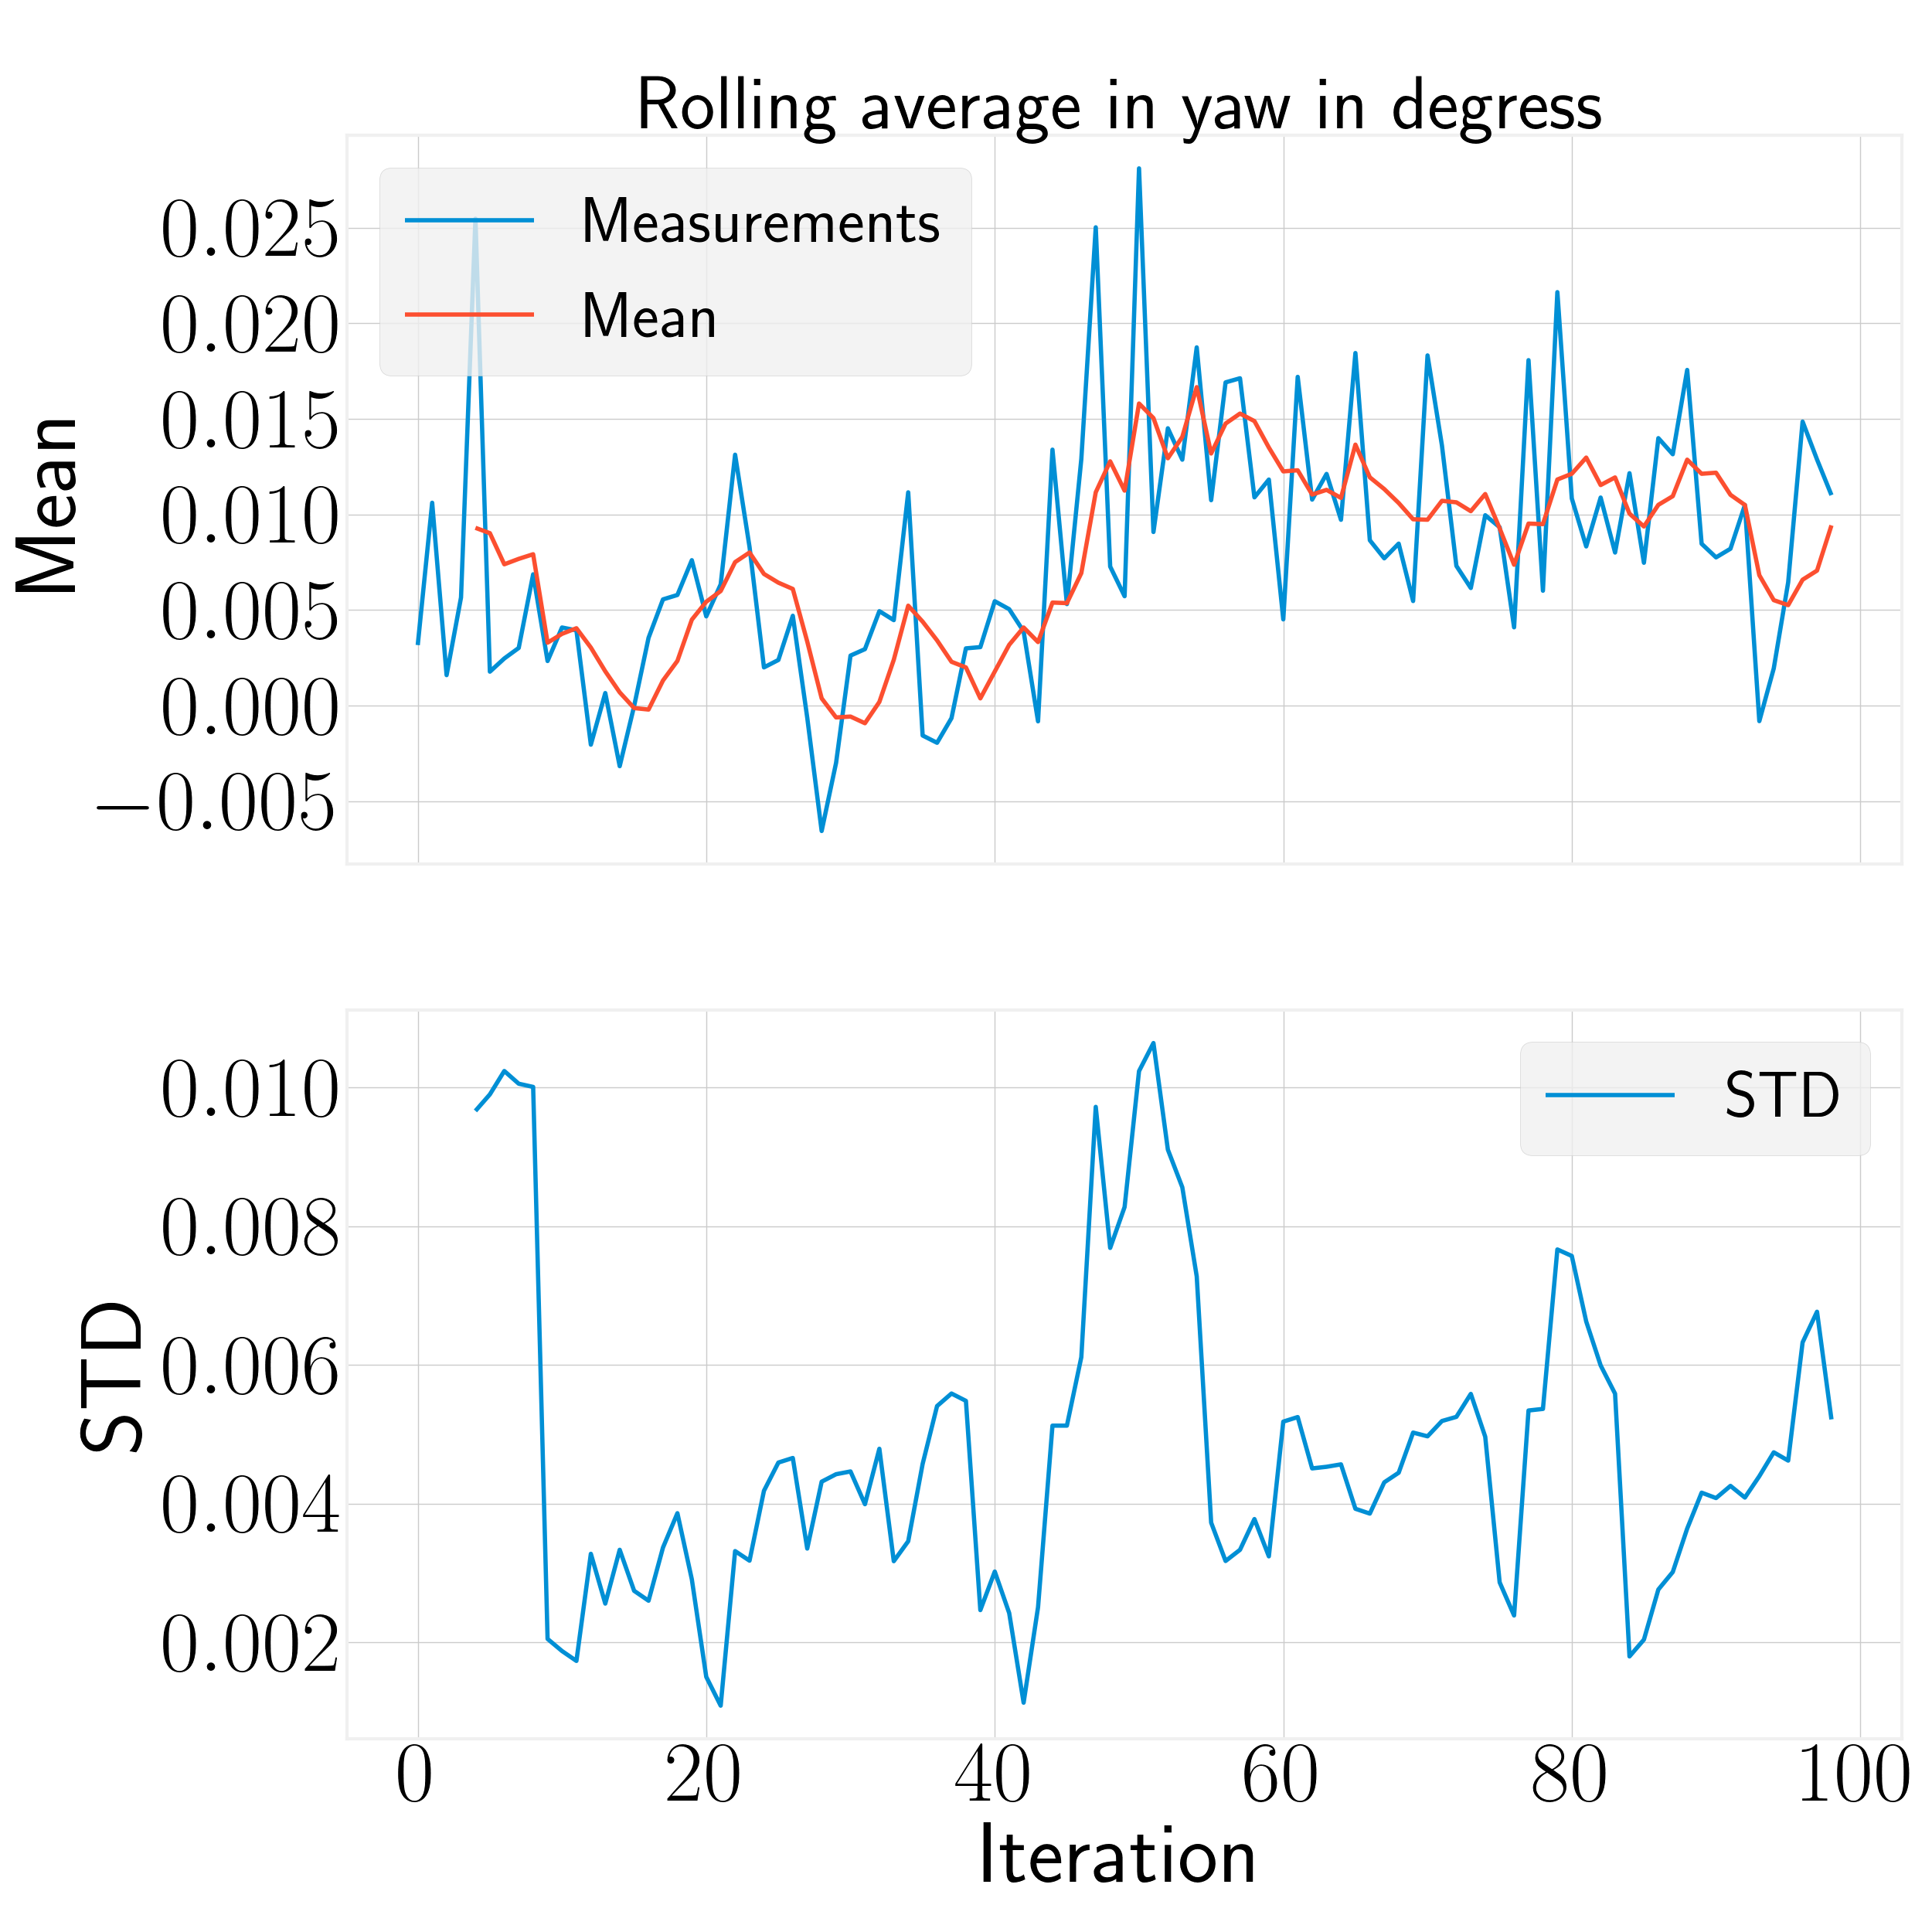 Rolling average in yaw in degress
Measurements
Mean
Mean
0.025
0.020
0.015
0.010
0.005
0.000
−0.005
STD
STD
0.010
0.008
0.006
0.004
0.002
0 20 40 60 80 100
Iteration